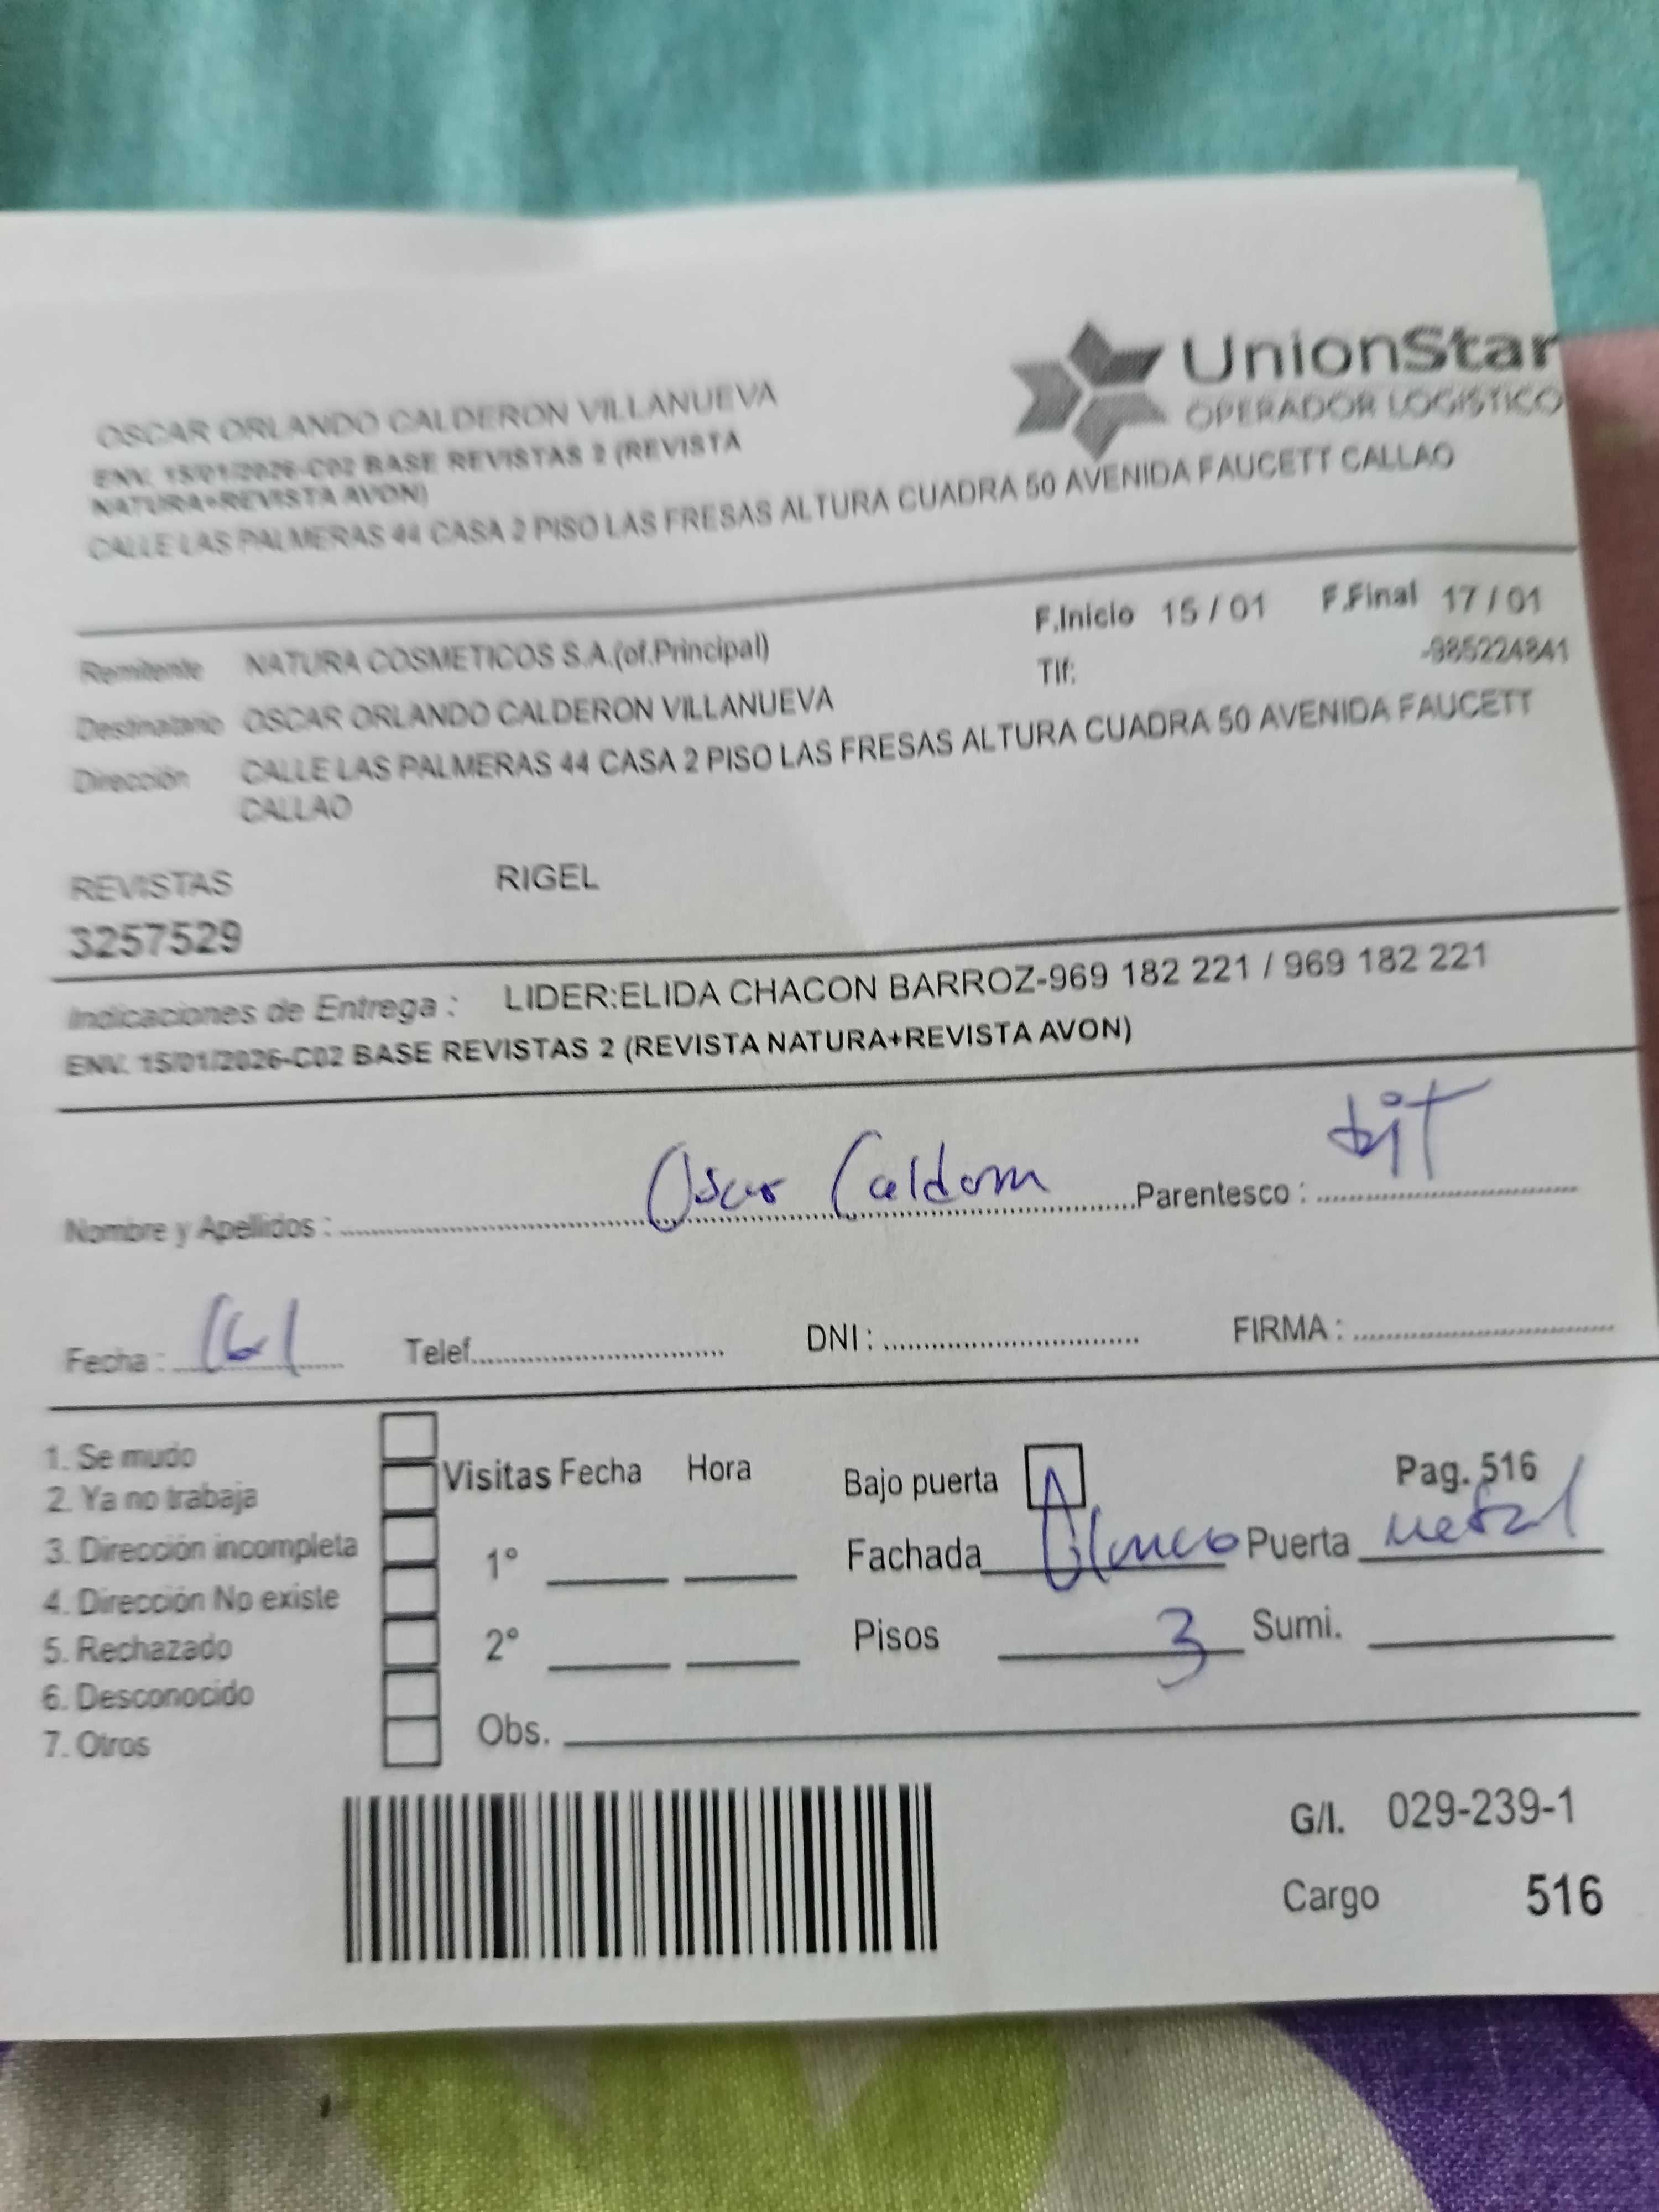 UnionStar
OPERADOR LOGISTICO
OSCAR ORLANDO CALDERON VILLANUEVA
ENV. 15/01/2026-C02 BASE REVISTAS 2 (REVISTA
NATURA+REVISTA AVON)
CALLE LAS PALMERAS 44 CASA 2 PISO LAS FRESAS ALTURA CUADRA 50 AVENIDA FAUCETT CALLAO
F.Inicio 15 / 01 F.Final 17 / 01
Remitente NATURA COSMETICOS S.A.(of.Principal) Tlf: -985224841
Destinatario OSCAR ORLANDO CALDERON VILLANUEVA
Dirección CALLE LAS PALMERAS 44 CASA 2 PISO LAS FRESAS ALTURA CUADRA 50 AVENIDA FAUCETT
CALLAO
REVISTAS RIGEL
3257529
Indicaciones de Entrega : LIDER:ELIDA CHACON BARROZ-969 182 221 / 969 182 221
ENV. 15/01/2026-C02 BASE REVISTAS 2 (REVISTA NATURA+REVISTA AVON)
Nombre y Apellidos : Oscar Parentesco : tit
Fecha : Telef. DNI : FIRMA :
1. Se mudo
2. Ya no trabaja
3. Dirección incompleta
4. Dirección No existe
5. Rechazado
6. Desconocido
7. Otros
Visitas Fecha Hora
1°
2°
Obs.
Bajo puerta Pag. 516
Fachada Blanco Puerta metal
Pisos 3 Sumi.
G/I. 029-239-1
Cargo 516